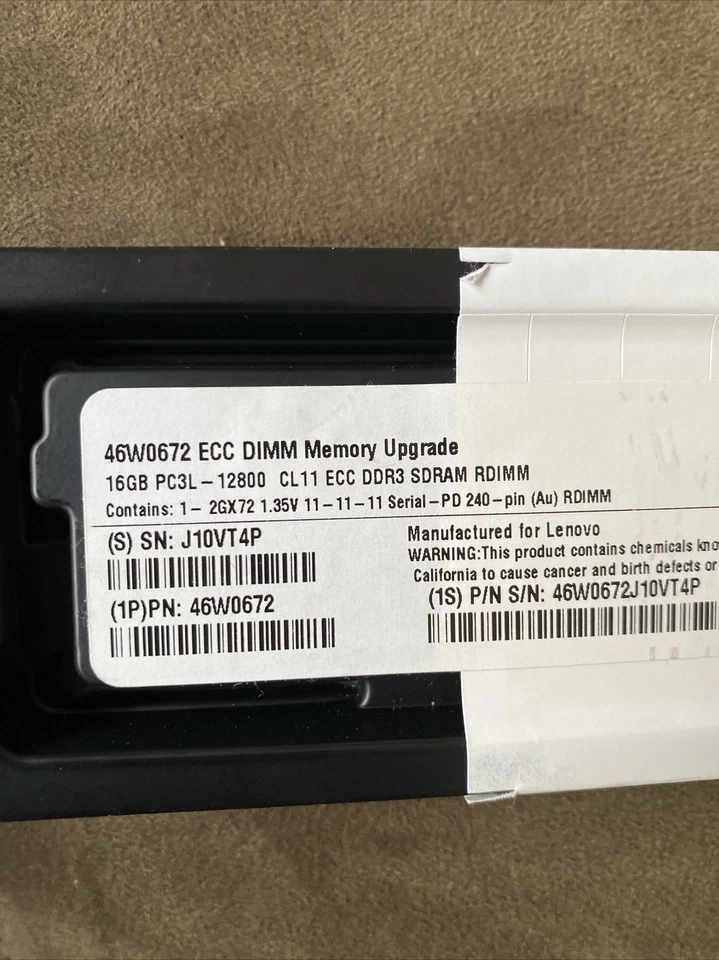 46W0672 ECC DIMM Memory Upgrade
16GB PC3L-12800 CL11 ECC DDR3 SDRAM RDIMM
Contains: 1- 2GX72 1.35V 11-11-11 Serial-PD 240-pin (Au) RDIMM
(S) SN: J10VT4P
(1P)PN: 46W0672
Manufactured for Lenovo
WARNING:This product contains chemicals
California to cause cancer and birth defects or
(1S) P/N S/N: 46W0672J10VT4P